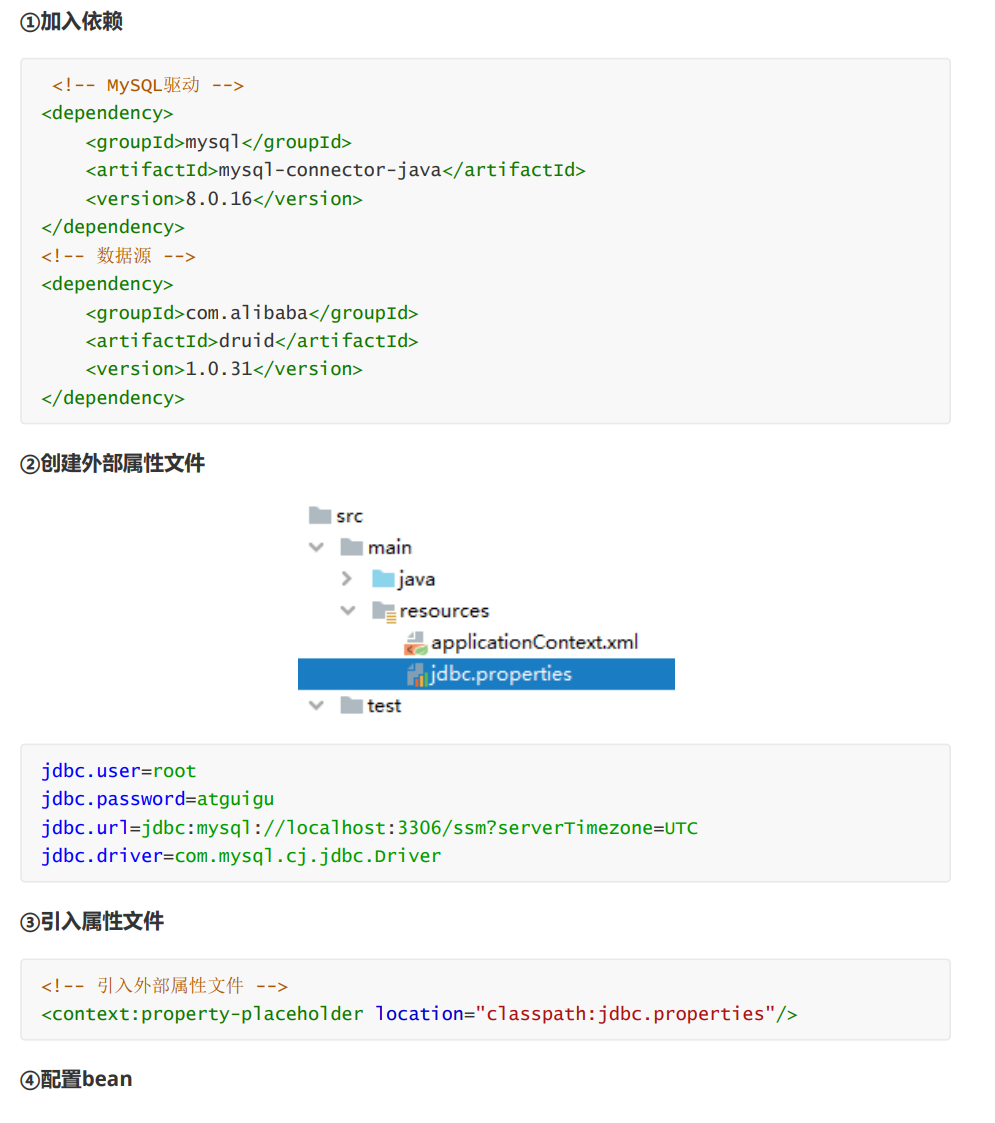 ①加入依赖
<!-- MySQL驱动 -->
<dependency>
    <groupId>mysql</groupId>
    <artifactId>mysql-connector-java</artifactId>
    <version>8.0.16</version>
</dependency>
<!-- 数据源 -->
<dependency>
    <groupId>com.alibaba</groupId>
    <artifactId>druid</artifactId>
    <version>1.0.31</version>
</dependency>
②创建外部属性文件
src
main
java
resources
applicationContext.xml
jdbc.properties
test
jdbc.user=root
jdbc.password=atguigu
jdbc.url=jdbc:mysql://localhost:3306/ssm?serverTimezone=UTC
jdbc.driver=com.mysql.cj.jdbc.Driver
③引入属性文件
<!-- 引入外部属性文件 -->
<context:property-placeholder location="classpath:jdbc.properties"/>
④配置bean